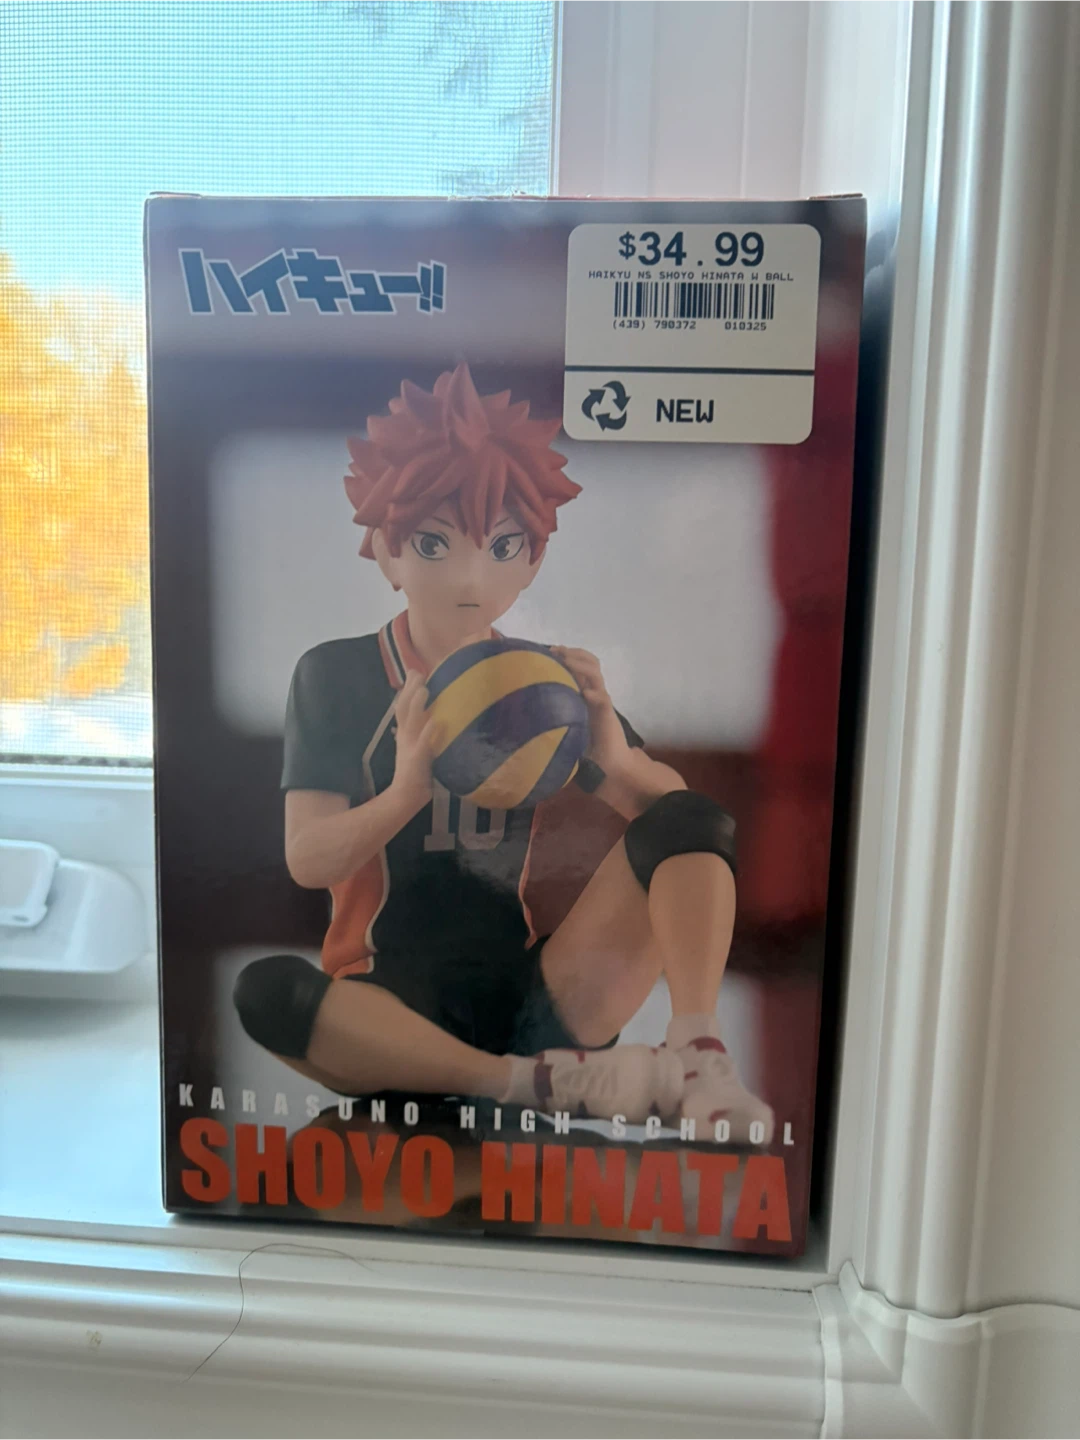 ハイキュー!!
$34.99
HAIKYU NS SHOYO HINATA W BALL
(439) 790372 010325
NEW
10
KARASUNO HIGH SCHOOL
SHOYO HINATA